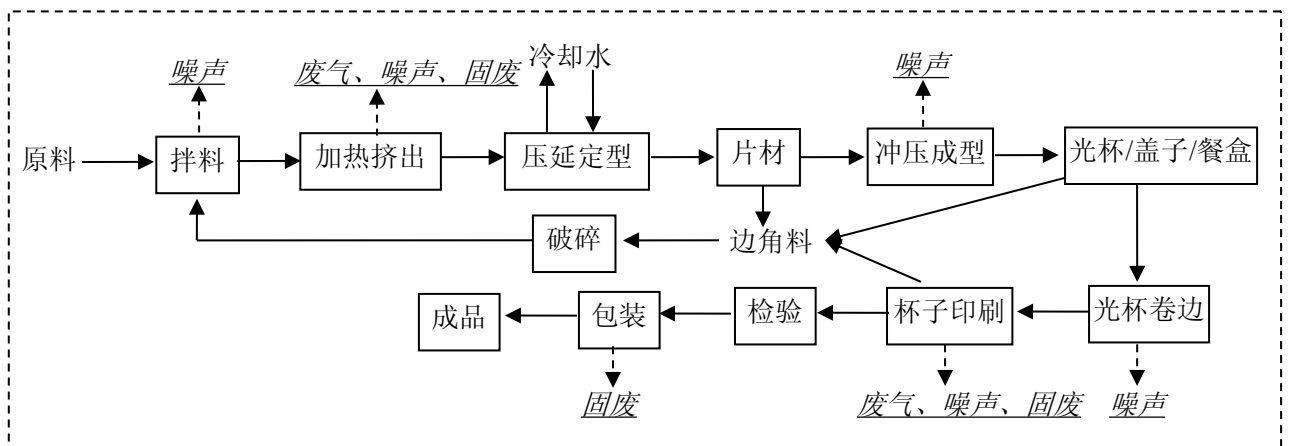 冷却水
噪声
废气、噪声、固废
噪声
原料
拌料
加热挤出
压延定型
片材
冲压成型
光杯/盖子/餐盒
破碎
边角料
成品
包装
检验
杯子印刷
光杯卷边
固废
废气、噪声、固废
噪声